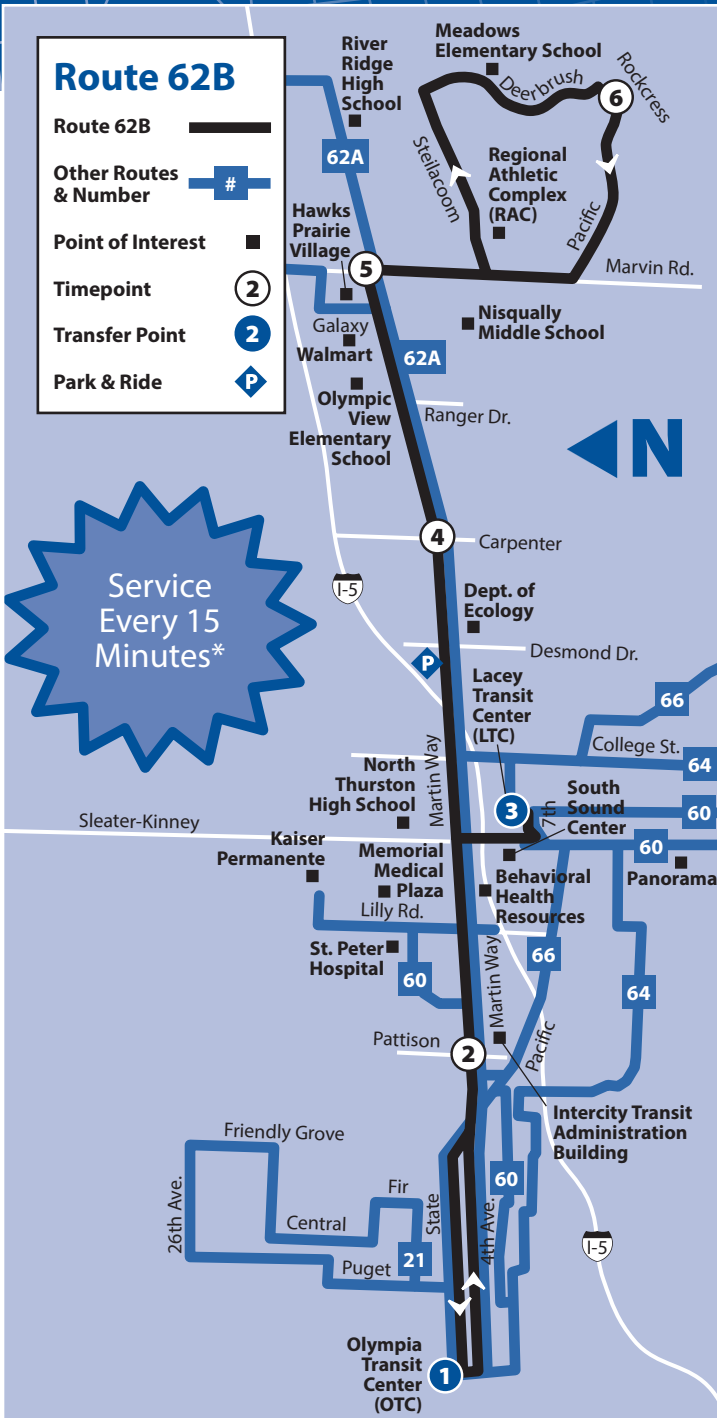 Route 62B
Route 62B
Other Routes
& Number
#
Point of Interest
Timepoint
2
Transfer Point
2
Park & Ride
P
River
Ridge
High
School
Meadows
Elementary School
Deerbrush
Rockcress
6
62A
Steilacoom
Regional
Athletic
Complex
(RAC)
Pacific
Hawks
Prairie
Village
5
Marvin Rd.
Galaxy
Walmart
Nisqually
Middle School
62A
Olympic
View
Elementary
School
Ranger Dr.
N
4
Carpenter
Service
Every 15
Minutes*
I-5
Dept. of
Ecology
Desmond Dr.
P
Lacey
Transit
Center
(LTC)
66
College St.
64
Martin Way
North
Thurston
High School
3
7th
South
Sound
Center
60
Sleater-Kinney
60
Kaiser
Permanente
Memorial
Medical
Plaza
Behavioral
Health
Resources
Panorama
Lilly Rd.
St. Peter
Hospital
60
Martin Way
66
64
Pattison
2
Pacific
Intercity Transit
Administration
Building
Friendly Grove
26th Ave.
Fir
State
60
4th Ave.
Central
21
Puget
I-5
Olympia
Transit
Center
(OTC)
1